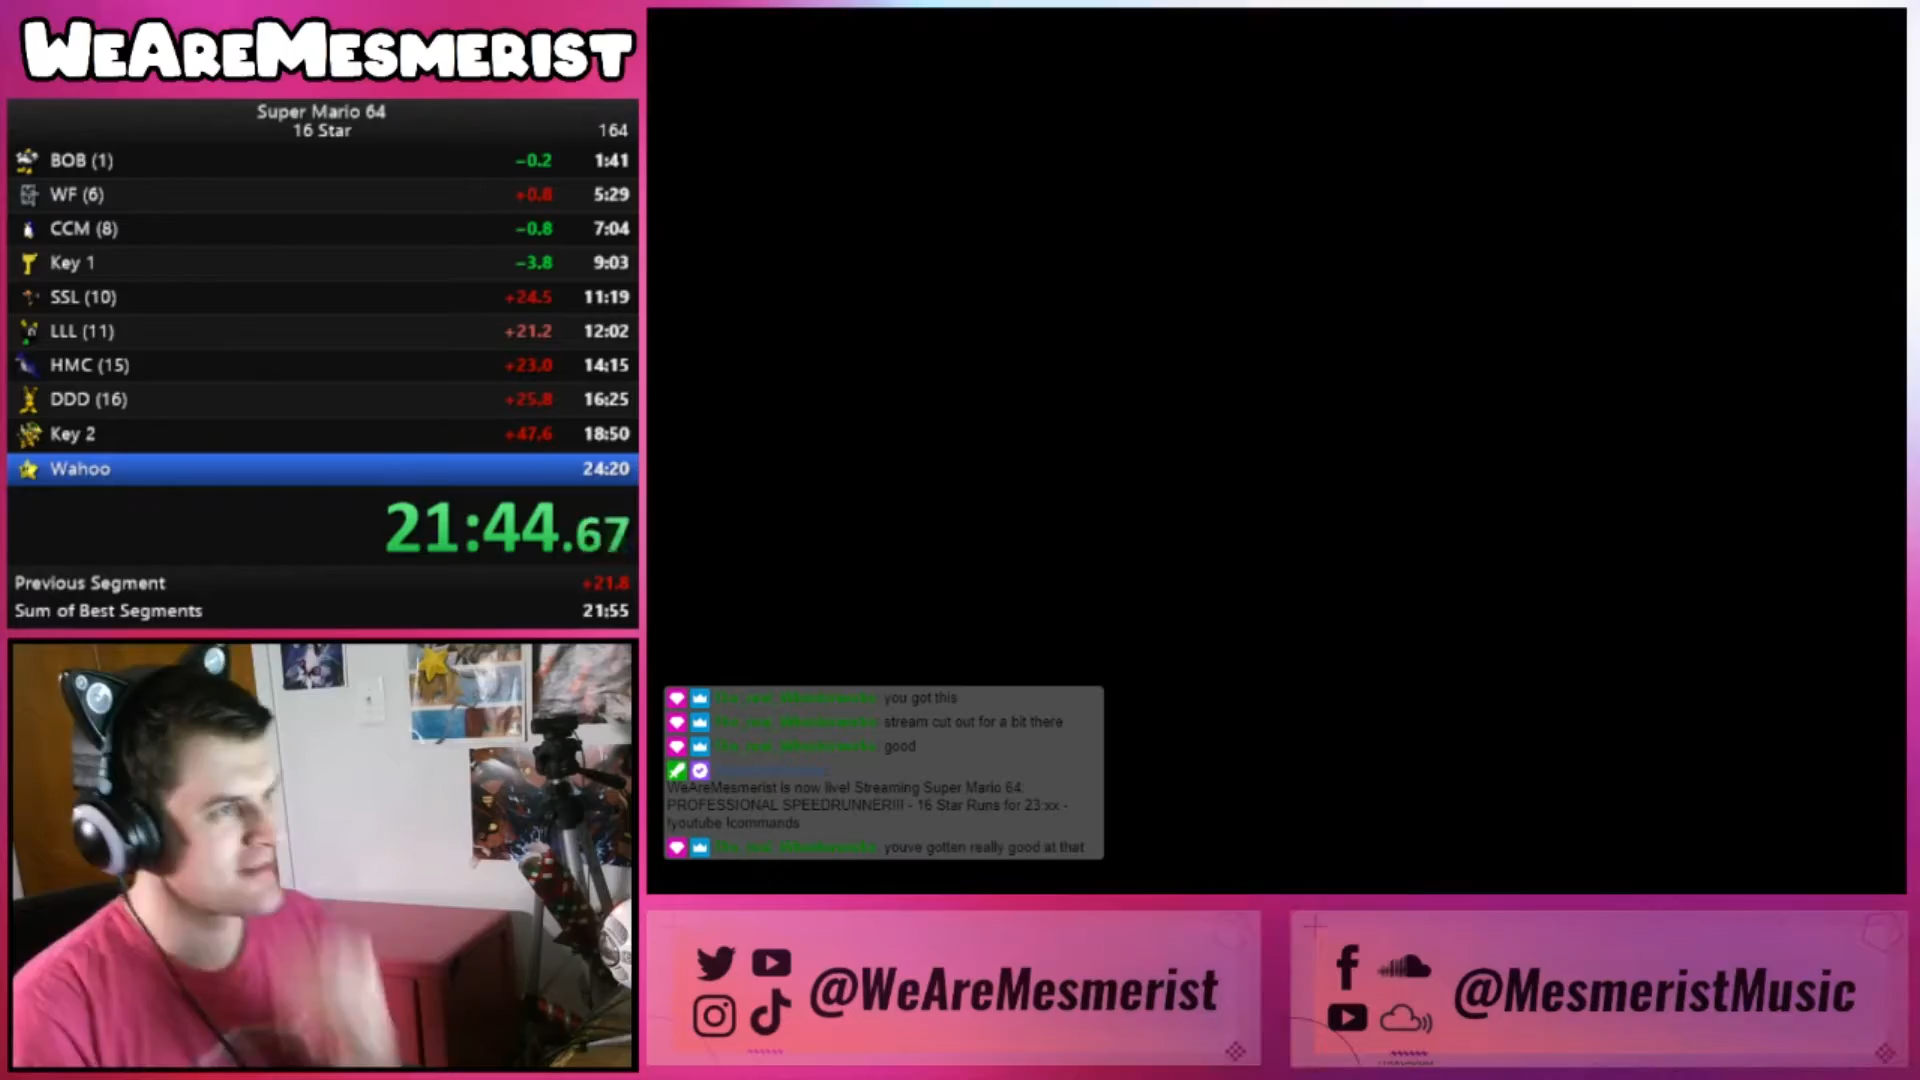 WEAREMESMERIST
Super Mario 64
16 Star 164
BOB (1) -0.2 1:41
WF (6) +0.8 5:29
CCM (8) -0.8 7:04
Key 1 -3.8 9:03
SSL (10) +24.5 11:19
LLL (11) +21.2 12:02
HMC (15) +23.0 14:15
DDD (16) +25.8 16:25
Key 2 +47.6 18:50
Wahoo 24:20
21:44.67
Previous Segment +21.8
Sum of Best Segments 21:55
you got this
stream cut out for a bit there
good
WeAreMesmerist is now live! Streaming Super Mario 64:
PROFESSIONAL SPEEDRUNNER!!! - 16 Star Runs for 23:xx -
!youtube !commands
youve gotten really good at that
@WeAreMesmerist
@MesmeristMusic